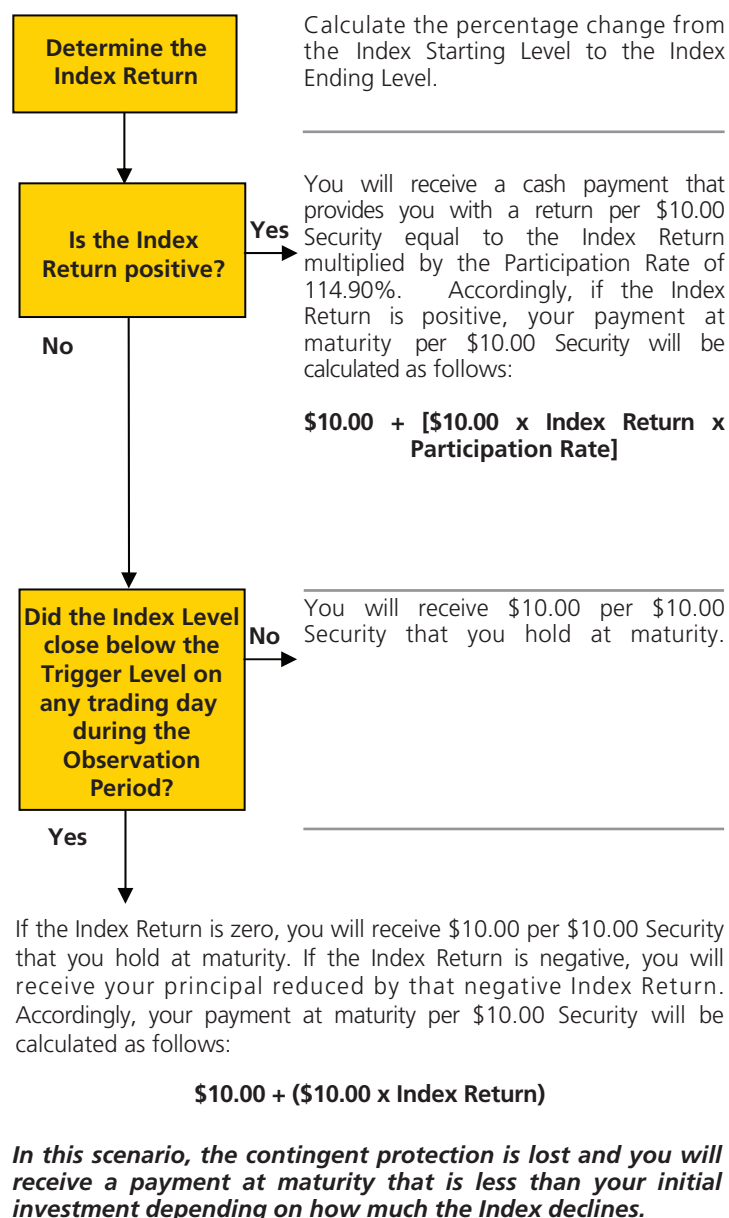 Determine the
Index Return
Calculate the percentage change from
the Index Starting Level to the Index
Ending Level.
Is the Index
Return positive?
Yes
You will receive a cash payment that
provides you with a return per $10.00
Security equal to the Index Return
multiplied by the Participation Rate of
114.90%. Accordingly, if the Index
Return is positive, your payment at
maturity per $10.00 Security will be
calculated as follows:
$10.00 + [$10.00 x Index Return x
Participation Rate]
No
Did the Index Level
close below the
Trigger Level on
any trading day
during the
Observation
Period?
No
You will receive $10.00 per $10.00
Security that you hold at maturity.
Yes
If the Index Return is zero, you will receive $10.00 per $10.00 Security
that you hold at maturity. If the Index Return is negative, you will
receive your principal reduced by that negative Index Return.
Accordingly, your payment at maturity per $10.00 Security will be
calculated as follows:
$10.00 + ($10.00 x Index Return)
In this scenario, the contingent protection is lost and you will
receive a payment at maturity that is less than your initial
investment depending on how much the Index declines.